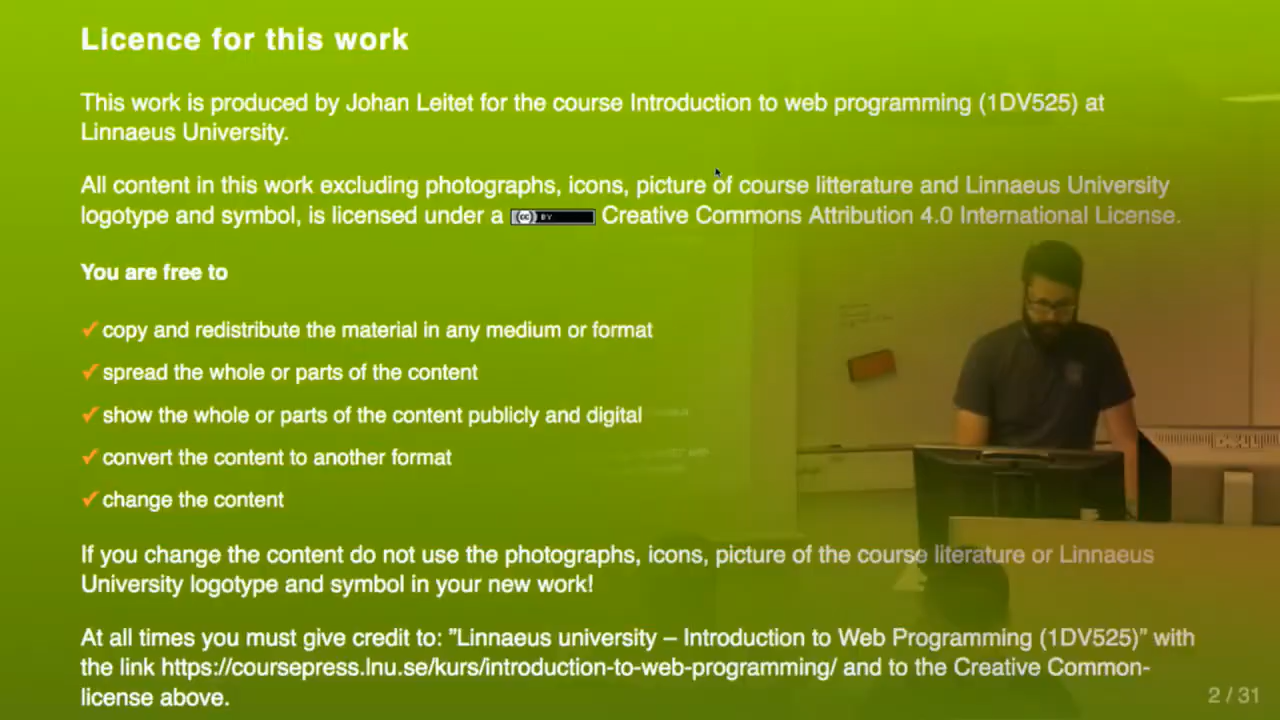 Licence for this work
This work is produced by Johan Leitet for the course Introduction to web programming (1DV525) at
Linnaeus University.
All content in this work excluding photographs, icons, picture of course litterature and Linnaeus University
logotype and symbol, is licensed under a (cc) BY Creative Commons Attribution 4.0 International License.
You are free to
✓ copy and redistribute the material in any medium or format
✓ spread the whole or parts of the content
✓ show the whole or parts of the content publicly and digital
✓ convert the content to another format
✓ change the content
DELL
If you change the content do not use the photographs, icons, picture of the course literature or Linnaeus
University logotype and symbol in your new work!
At all times you must give credit to: ”Linnaeus university – Introduction to Web Programming (1DV525)” with
the link https://coursepress.lnu.se/kurs/introduction-to-web-programming/ and to the Creative Common-
license above.
2 / 31